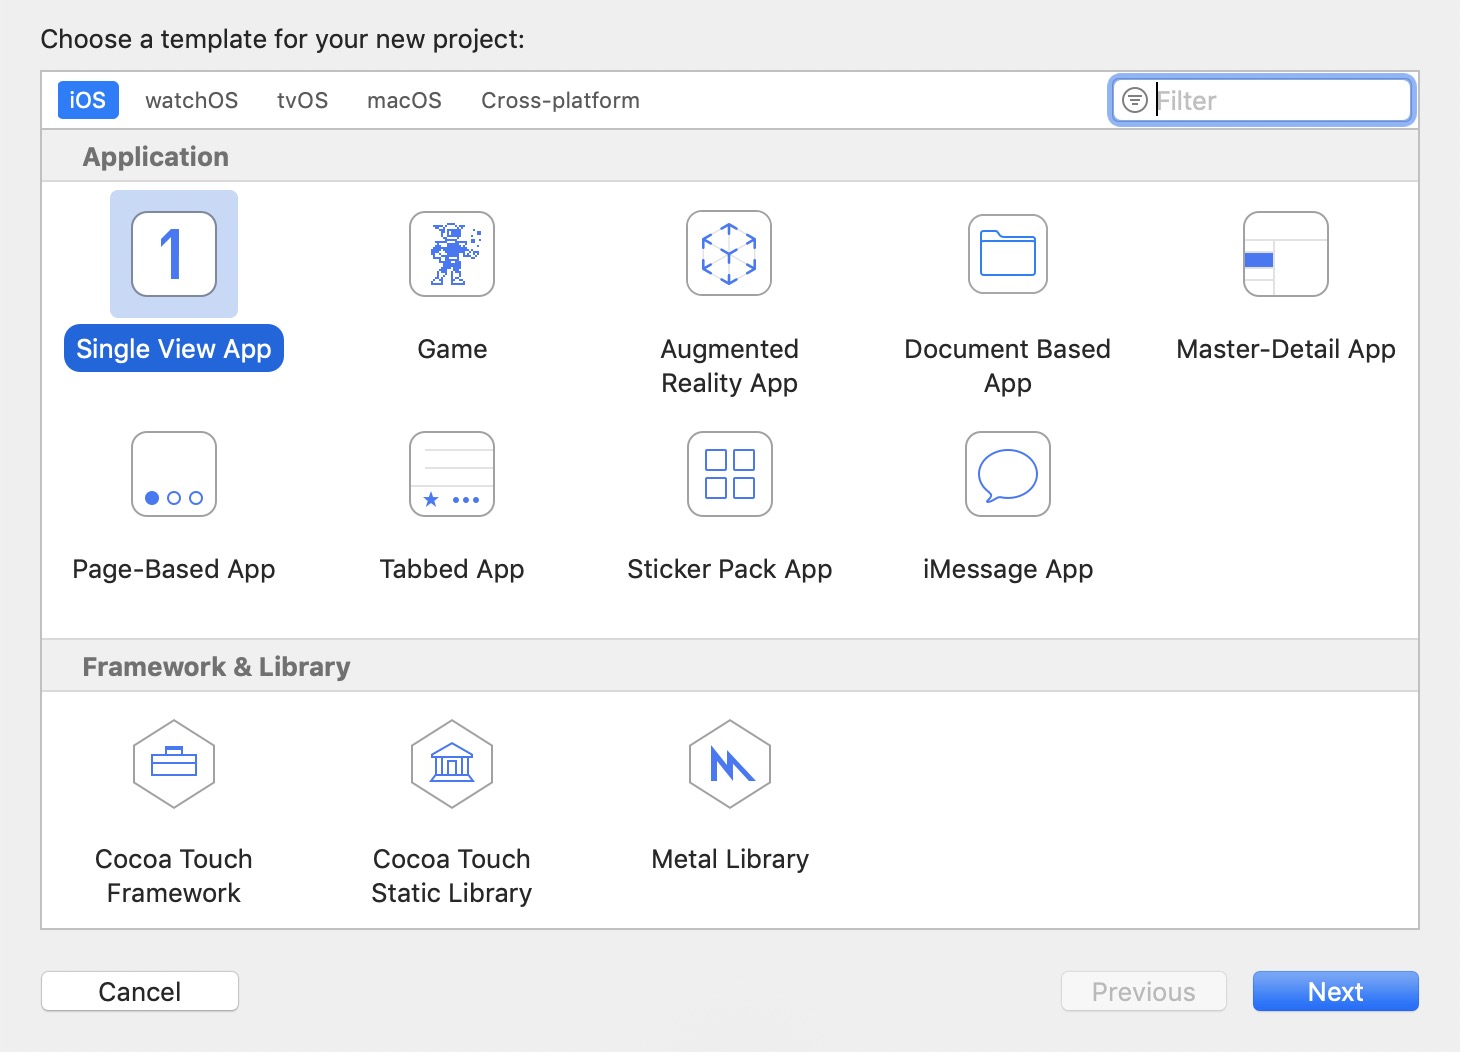 Choose a template for your new project:
iOS watchOS tvOS macOS Cross-platform Filter
Application
1
Single View App Game Augmented Reality App Document Based App Master-Detail App
Page-Based App Tabbed App Sticker Pack App iMessage App
Framework & Library
Cocoa Touch Framework Cocoa Touch Static Library Metal Library
Cancel Previous Next